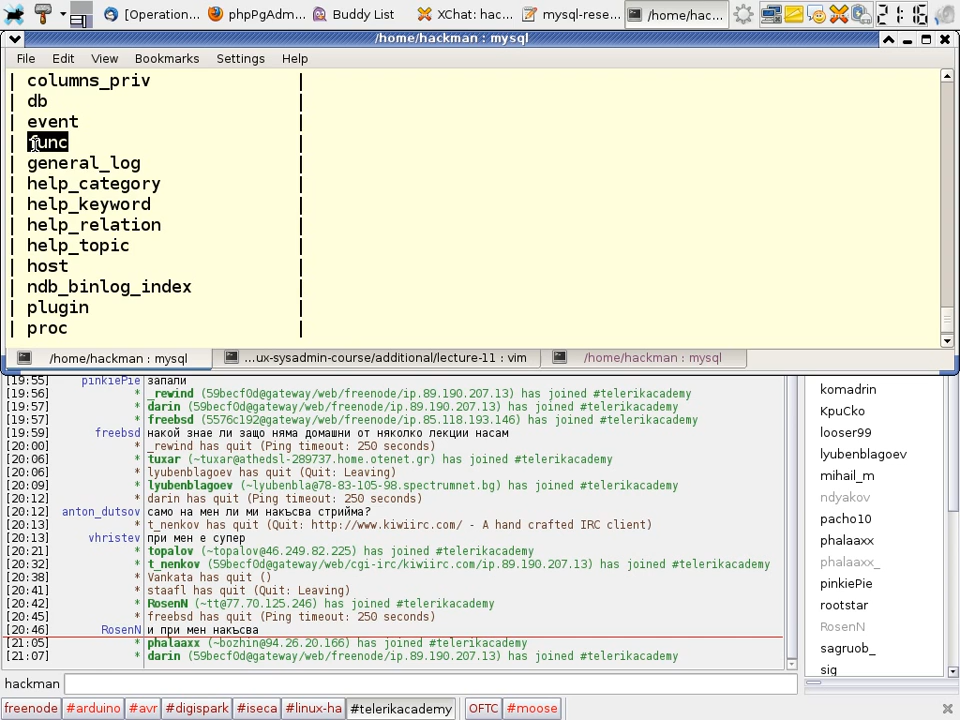 [Operation...
phpPgAdm...
Buddy List
XChat: hac...
mysql-rese...
/home/hac...
21:16
/home/hackman : mysql
File Edit View Bookmarks Settings Help
| columns_priv |
| db |
| event |
| func |
| general_log |
| help_category |
| help_keyword |
| help_relation |
| help_topic |
| host |
| ndb_binlog_index |
| plugin |
| proc |
/home/hackman : mysql
...ux-sysadmin-course/additional/lecture-11 : vim
/home/hackman : mysql
[19:55] pinkiePie запали
[19:56] * _rewind (59becf0d@gateway/web/freenode/ip.89.190.207.13) has joined #telerikacademy
[19:57] * darin (59becf0d@gateway/web/freenode/ip.89.190.207.13) has joined #telerikacademy
[19:57] * freebsd (5576c192@gateway/web/freenode/ip.85.118.193.146) has joined #telerikacademy
[19:59] freebsd някой знае ли защо няма домашни от няколко лекции насам
[20:00] * _rewind has quit (Ping timeout: 250 seconds)
[20:06] * tuxar (~tuxar@athedsl-289737.home.otenet.gr) has joined #telerikacademy
[20:06] * lyubenblagoev has quit (Quit: Leaving)
[20:09] * lyubenblagoev (~lyubenbla@78-83-105-98.spectrumnet.bg) has joined #telerikacademy
[20:12] * darin has quit (Ping timeout: 250 seconds)
[20:12] anton_dutsov само на мен ли ми накъсва стрийма?
[20:13] * t_nenkov has quit (Quit: http://www.kiwiirc.com/ - A hand crafted IRC client)
[20:13] vhristev при мен е супер
[20:21] * topalov (~topalov@46.249.82.225) has joined #telerikacademy
[20:32] * t_nenkov (59becf0d@gateway/web/cgi-irc/kiwiirc.com/ip.89.190.207.13) has joined #telerikacademy
[20:38] * Vankata has quit ()
[20:41] * staafl has quit (Quit: Leaving)
[20:42] * RosenN (~tt@77.70.125.246) has joined #telerikacademy
[20:45] * freebsd has quit (Ping timeout: 250 seconds)
[20:46] RosenN и при мен накъсва
[21:05] * phalaaxx (~bozhin@94.26.20.166) has joined #telerikacademy
[21:07] * darin (59becf0d@gateway/web/freenode/ip.89.190.207.13) has joined #telerikacademy
komadrin
KpuCko
looser99
lyubenblagoev
mihail_m
ndyakov
pacho10
phalaaxx
phalaaxx_
pinkiePie
rootstar
RosenN
sagruob_
sig
hackman
freenode #arduino #avr #digispark #iseca #linux-ha #telerikacademy OFTC #moose